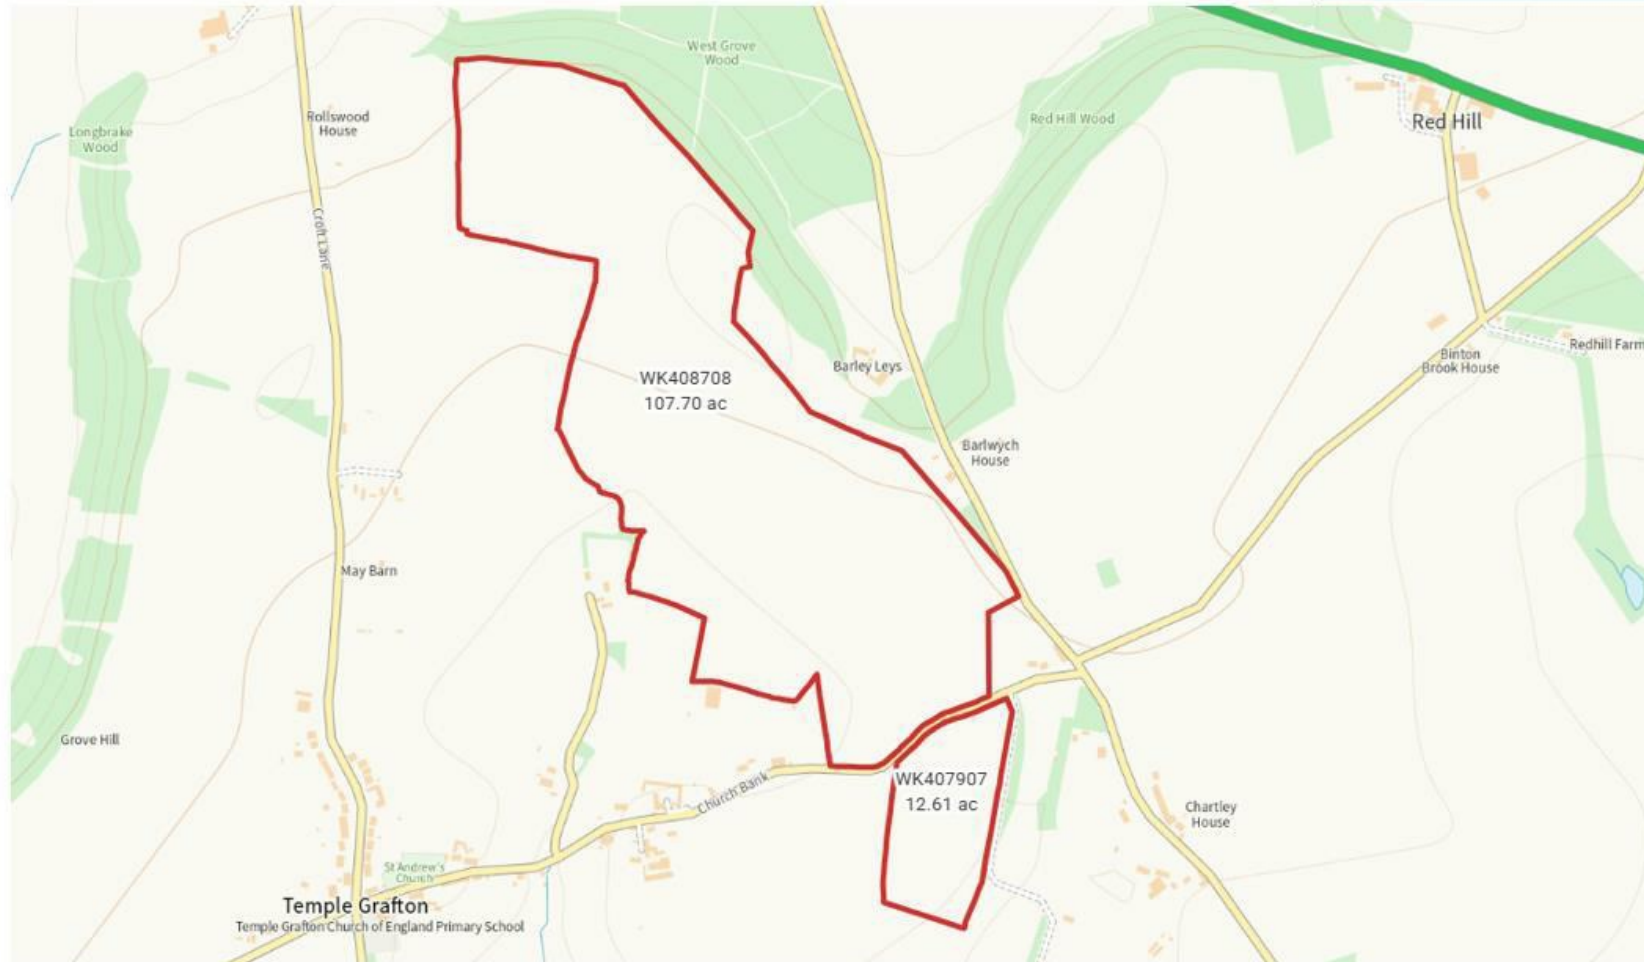 West Grove
Wood
Rollswood
House
Longbrake
Wood
Red Hill Wood
Red Hill
Croft Lane
Redhill Farm
Binton
Brook House
Barley Leys
WK408708
107.70 ac
Barlwych
House
May Barn
Grove Hill
WK407907
12.61 ac
Church Bank
Chartley
House
St Andrew's
Church
Temple Grafton
Temple Grafton Church of England Primary School